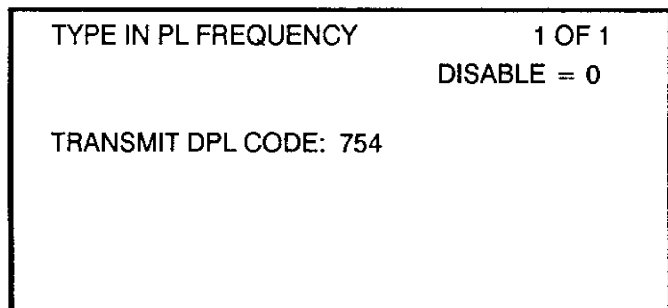 TYPE IN PL FREQUENCY 1 OF 1
DISABLE = 0
TRANSMIT DPL CODE: 754